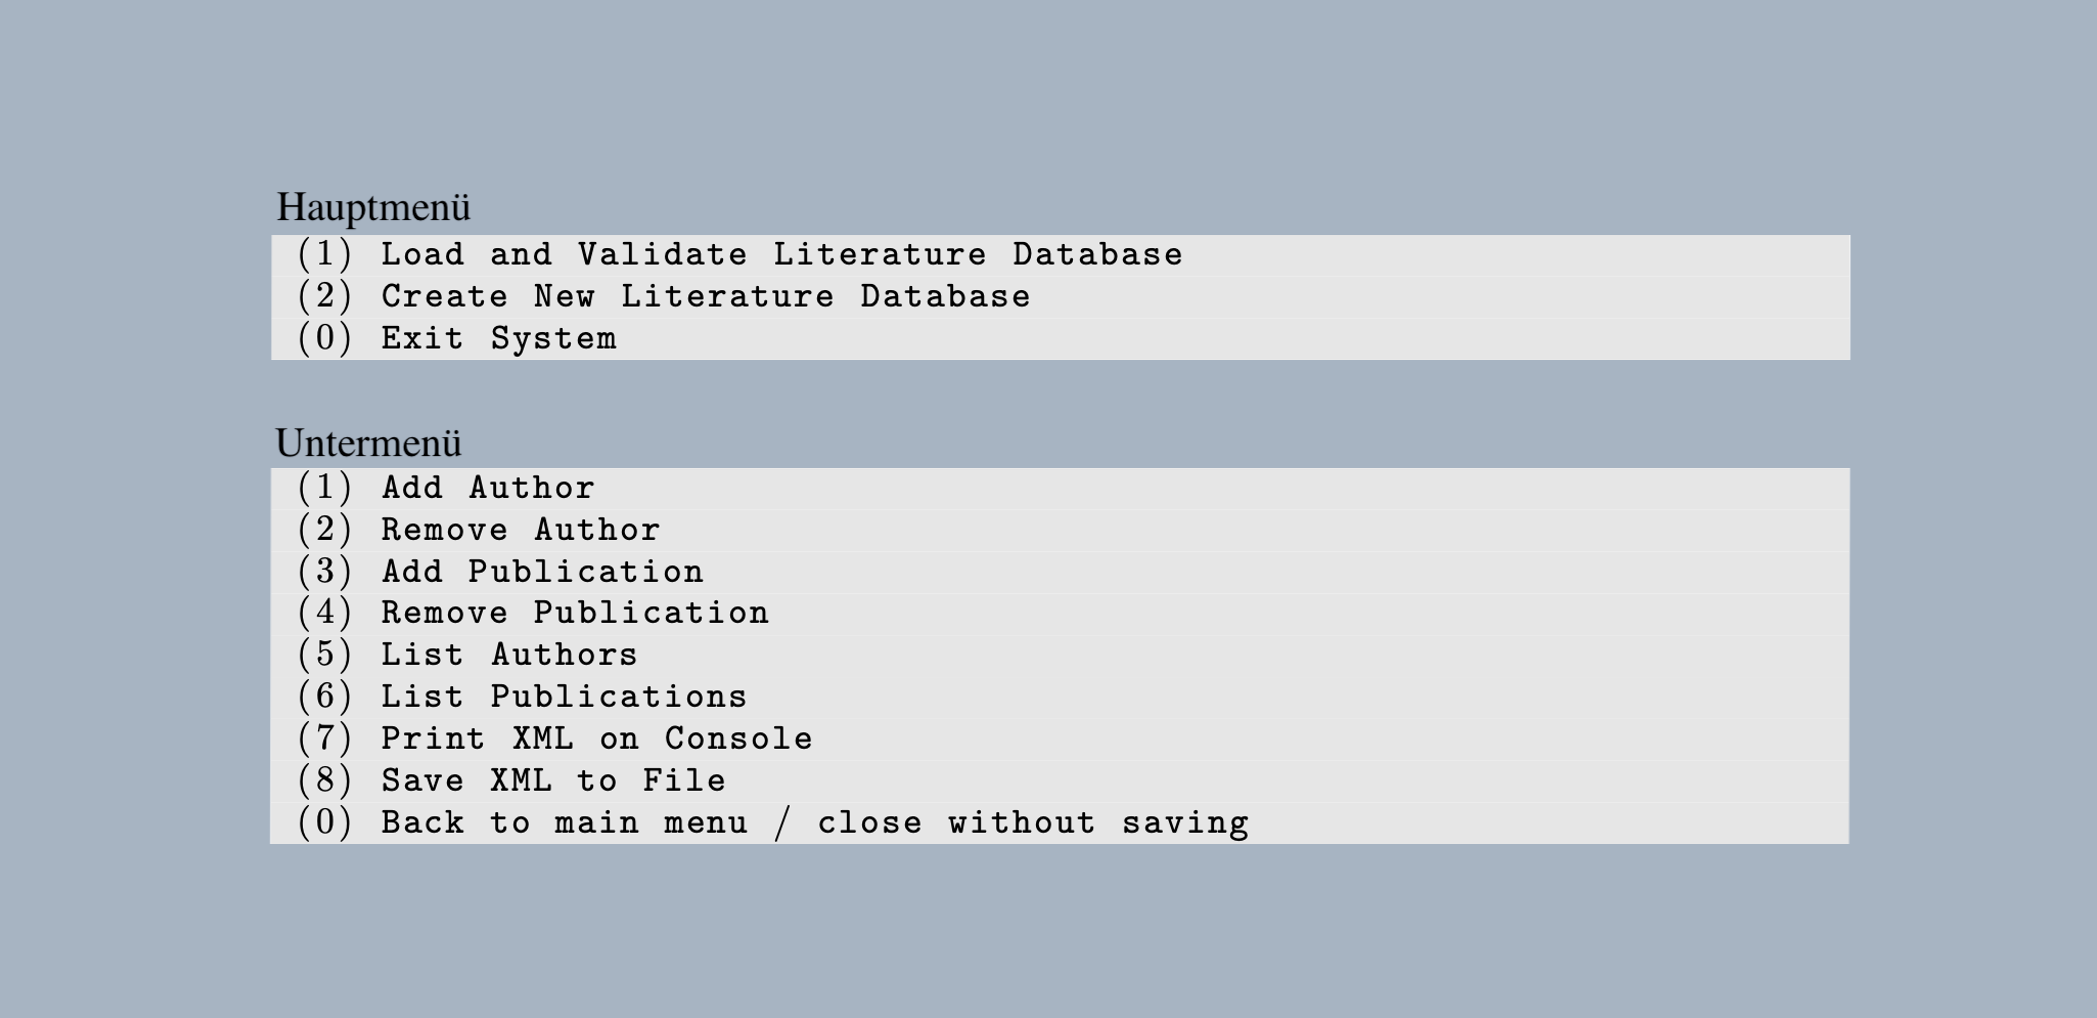 Hauptmenü
(1) Load and Validate Literature Database
(2) Create New Literature Database
(0) Exit System
Untermenü
(1) Add Author
(2) Remove Author
(3) Add Publication
(4) Remove Publication
(5) List Authors
(6) List Publications
(7) Print XML on Console
(8) Save XML to File
(0) Back to main menu / close without saving